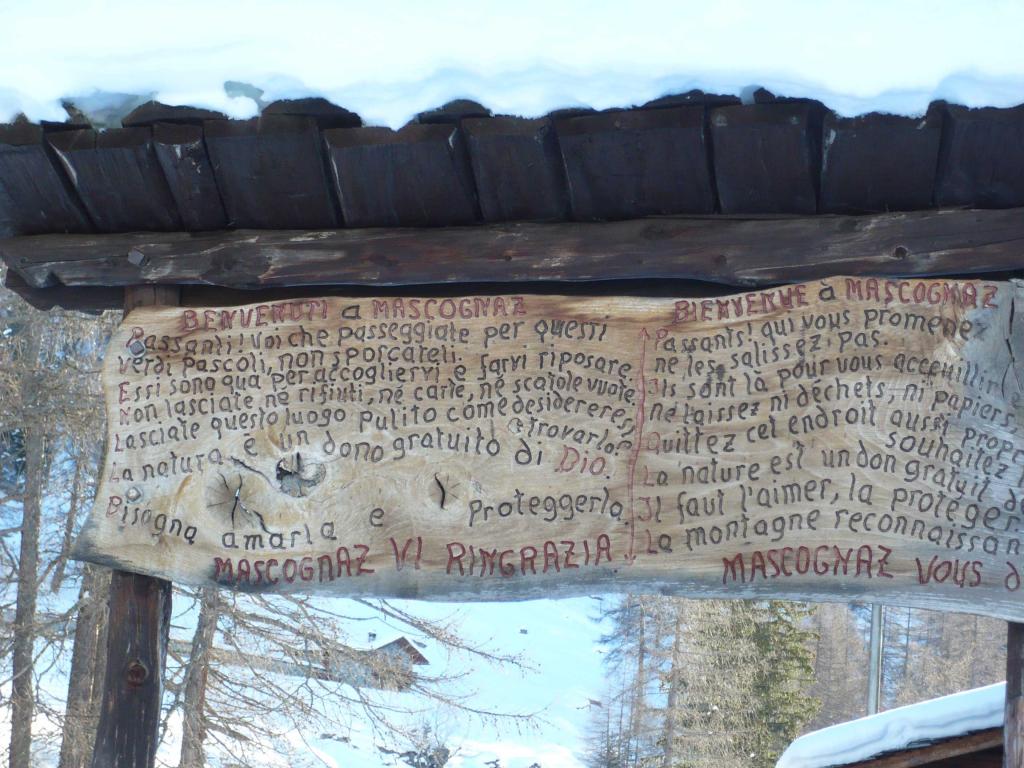 BENVENUTI a MASCOGNAZ
Passanti! Voi che passeggiate per questi
Verdi Pascoli, non sporcateli.
Essi sono qua per accogliervi e farvi riposare,
Non lasciate ne rifiuti, né carte, né scatole vuote
Lasciate questo luogo pulito come desiderereste
trovarlo?
La natura è un dono gratuito di Dio.
Bisogna amarla e Proteggerla
MASCOGNAZ VI RINGRAZIA
BIENVENUE à MASCOGNAZ
Passants! qui vous promenez
ne les salissez pas.
Ils sont là pour vous acceuillir
né laissez ni déchets, ni papiers
Quittez cet endroit aussi propre
souhaitez
La nature est un don gratuit de
Il faut l'aimer, la protéger
La montagne reconnaissan
MASCOGNAZ VOUS d